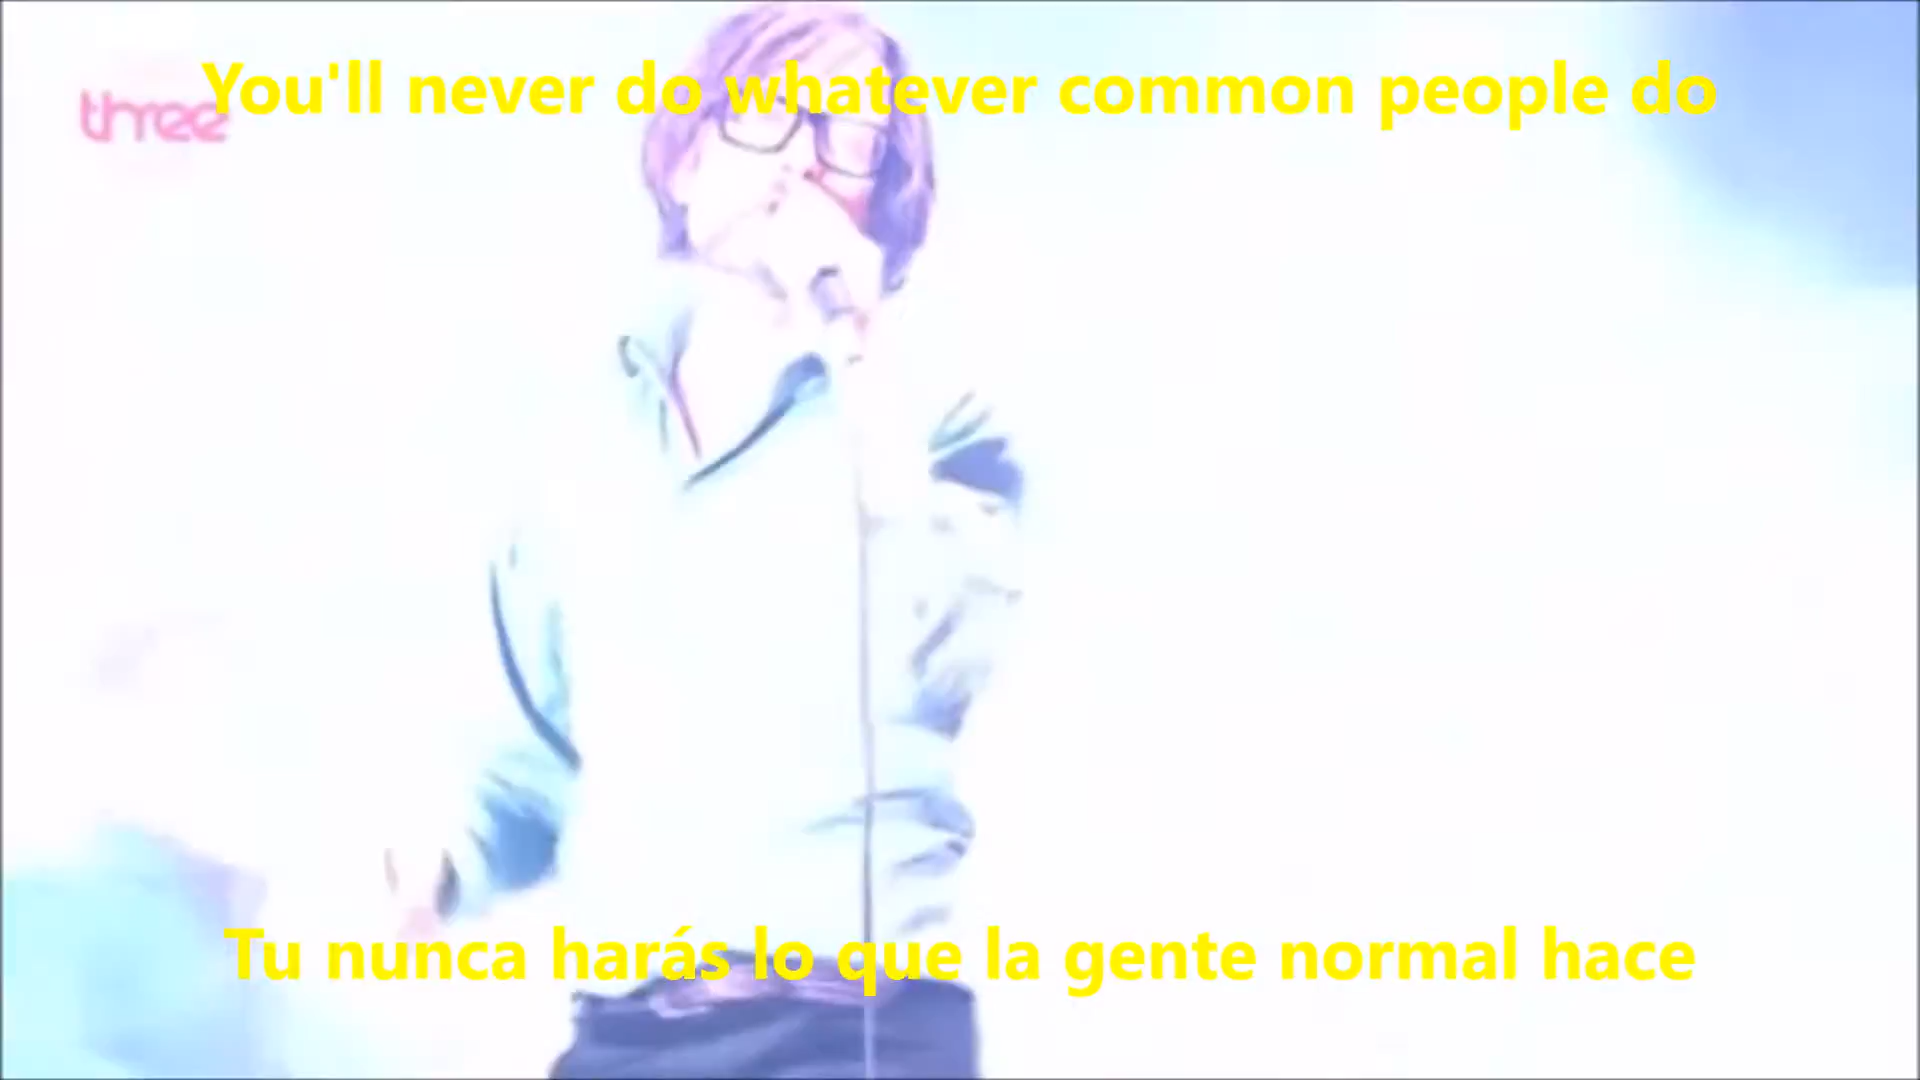 You'll never do whatever common people do
three
Tu nunca harás lo que la gente normal hace